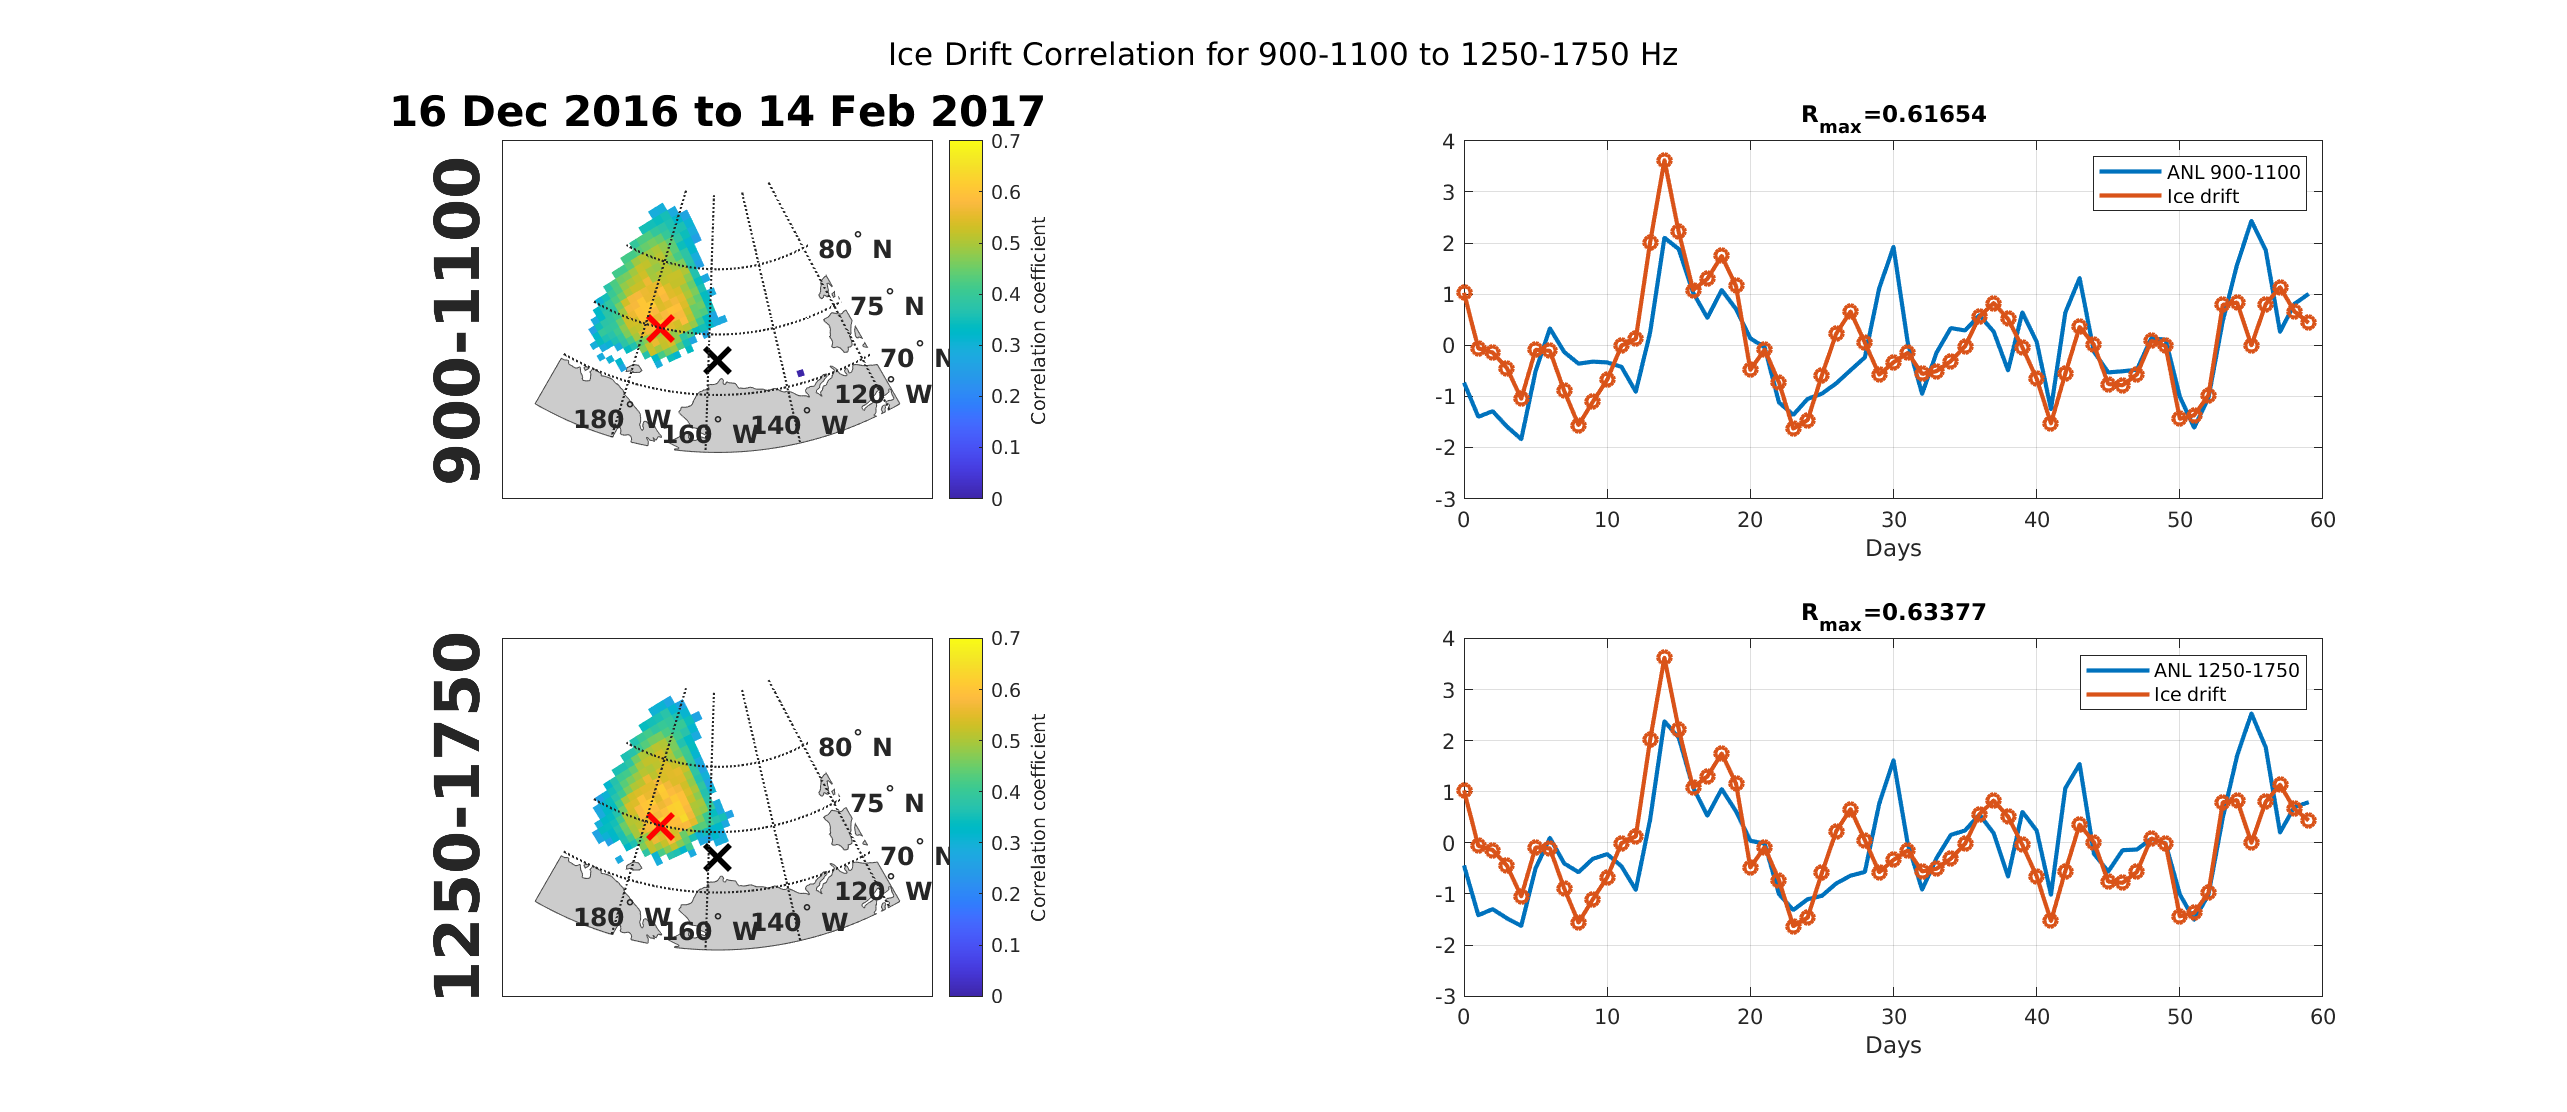 Ice Drift Correlation for 900-1100 to 1250-1750 Hz
16 Dec 2016 to 14 Feb 2017
900-1100
80° N
75° N
70° N
120° W
180° W
160° W
140° W
0.7
0.6
0.5
0.4
0.3
0.2
0.1
0
Correlation coefficient
Rmax=0.61654
4
3
2
1
0
-1
-2
-3
0 10 20 30 40 50 60
Days
ANL 900-1100
Ice drift
1250-1750
80° N
75° N
70° N
120° W
180° W
160° W
140° W
0.7
0.6
0.5
0.4
0.3
0.2
0.1
0
Correlation coefficient
Rmax=0.63377
4
3
2
1
0
-1
-2
-3
0 10 20 30 40 50 60
Days
ANL 1250-1750
Ice drift